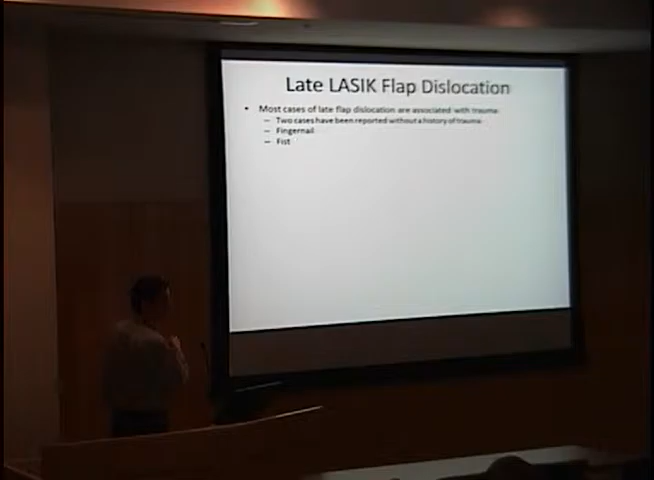 Late LASIK Flap Dislocation
• Most cases of late flap dislocation are associated with trauma
– Two cases have been reported without a history of trauma
– Fingernail
– Fist